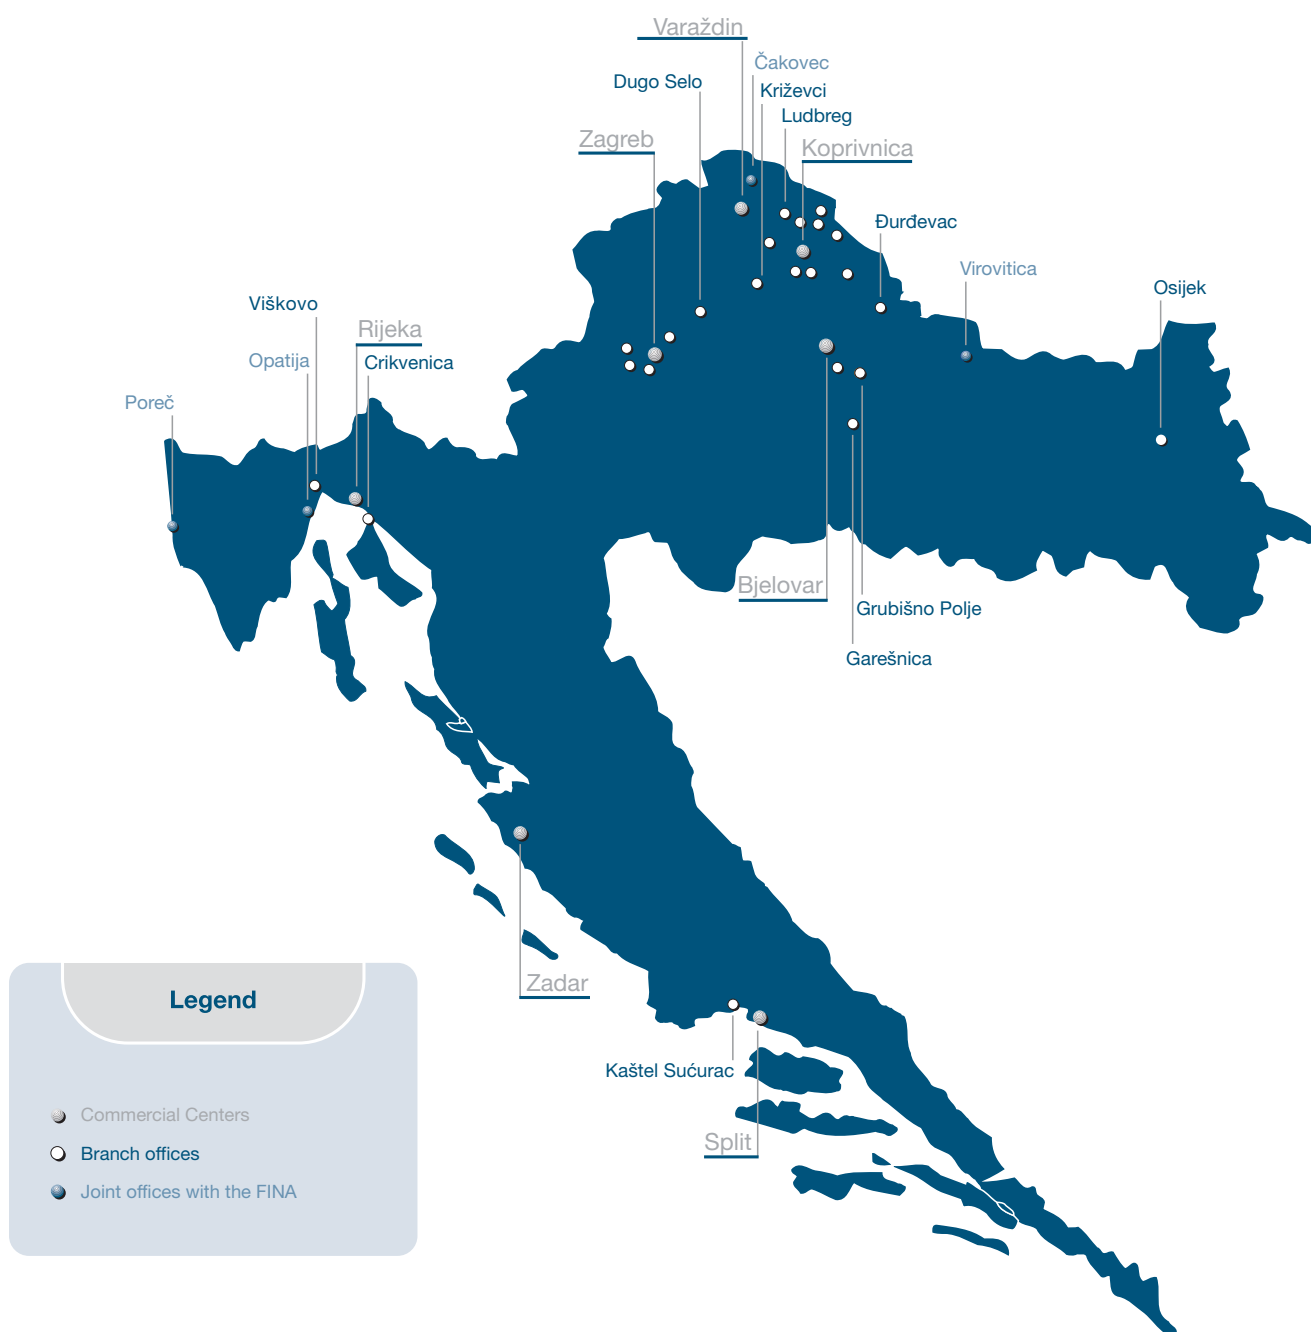 Varaždin
Čakovec
Dugo Selo
Križevci
Ludbreg
Zagreb
Koprivnica
Đurđevac
Virovitica
Osijek
Viškovo
Rijeka
Opatija
Crikvenica
Poreč
Bjelovar
Grubišno Polje
Garešnica
Zadar
Legend
Kaštel Sućurac
Commercial Centers
Split
Branch offices
Joint offices with the FINA